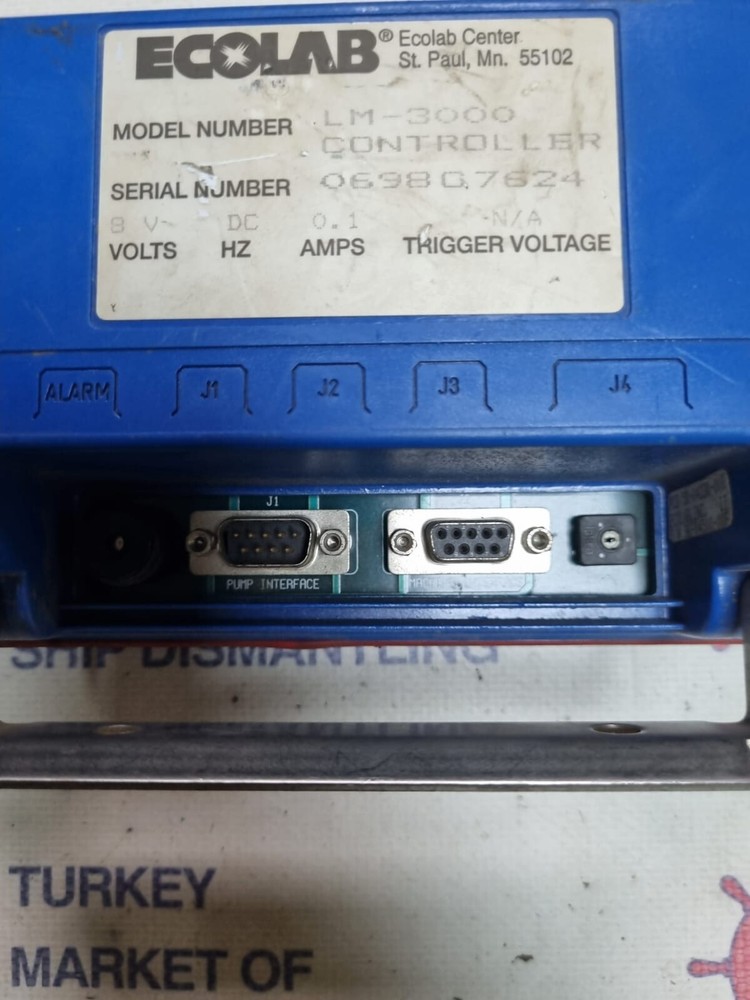 ECOLAB® Ecolab Center
St. Paul, Mn. 55102
MODEL NUMBER LM-3000
CONTROLLER
SERIAL NUMBER 0698G7624
8 V~ DC 0.1 N/A
VOLTS HZ AMPS TRIGGER VOLTAGE
ALARM J1 J2 J3 J4
J1
PUMP INTERFACE
SHIP DISMANTLING
TURKEY
MARKET OF